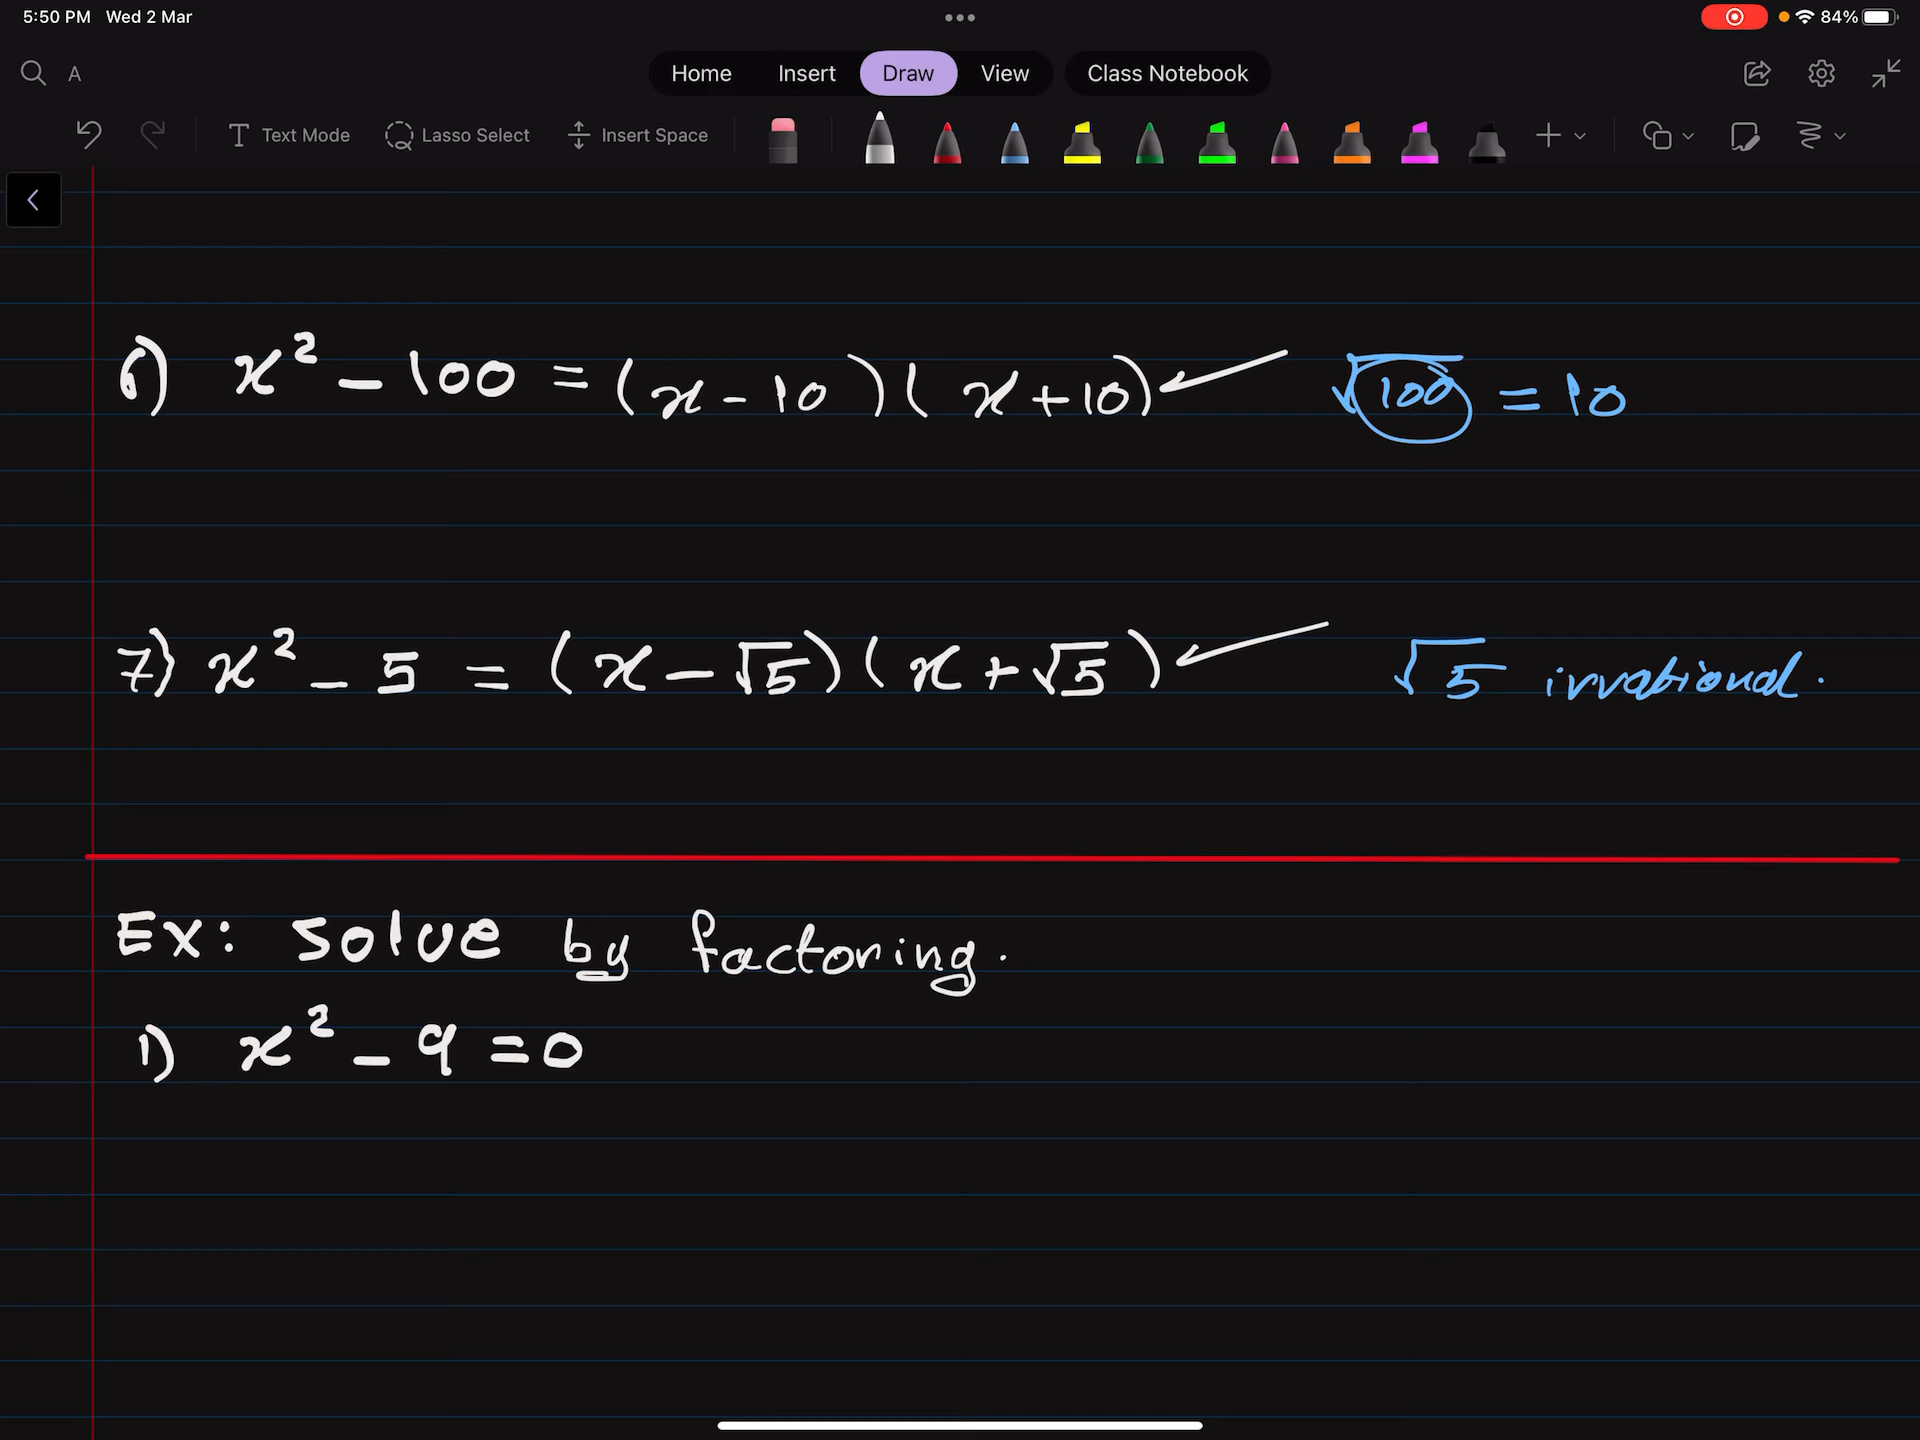 5:50 PM Wed 2 Mar
84%
A
Home Insert Draw View Class Notebook
Text Mode Lasso Select Insert Space
6) x² - 100 = (x - 10)(x + 10) √100 = 10
7) x² - 5 = (x - √5)(x + √5) √5 irrational.
Ex: solve by factoring.
1) x² - 9 = 0